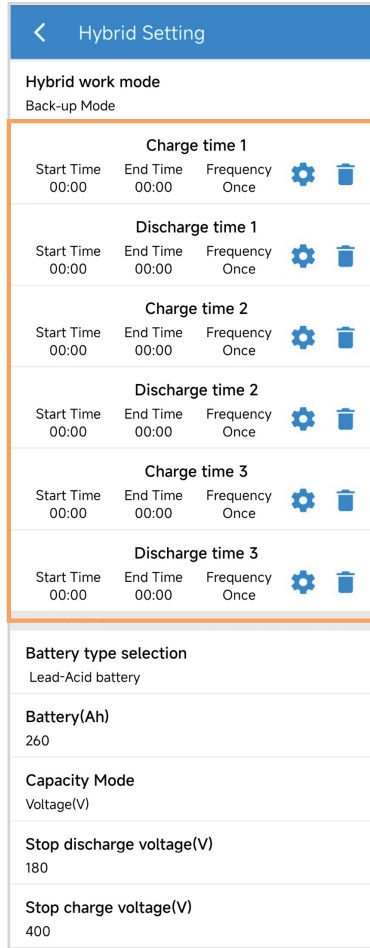 Hybrid Setting
Hybrid work mode
Back-up Mode
Charge time 1
Start Time End Time Frequency
00:00 00:00 Once
Discharge time 1
Start Time End Time Frequency
00:00 00:00 Once
Charge time 2
Start Time End Time Frequency
00:00 00:00 Once
Discharge time 2
Start Time End Time Frequency
00:00 00:00 Once
Charge time 3
Start Time End Time Frequency
00:00 00:00 Once
Discharge time 3
Start Time End Time Frequency
00:00 00:00 Once
Battery type selection
Lead-Acid battery
Battery(Ah)
260
Capacity Mode
Voltage(V)
Stop discharge voltage(V)
180
Stop charge voltage(V)
400